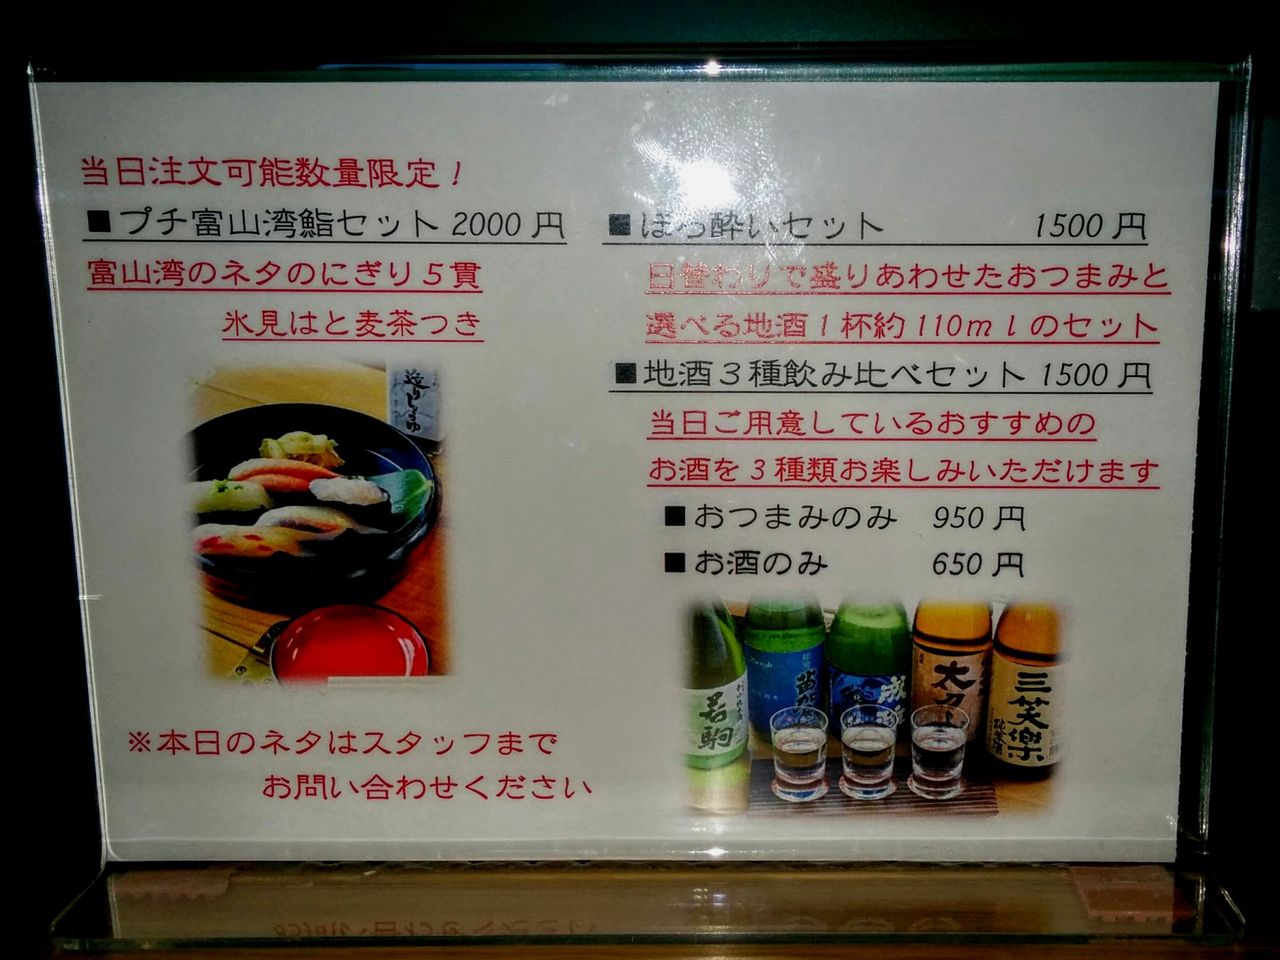 当日注文可能数量限定！
■プチ富山湾鮨セット 2000 円
富山湾のネタのにぎり５貫
氷見はと麦茶つき
※本日のネタはスタッフまで
お問い合わせください
■ほろ酔いセット 1500 円
日替わりで盛りあわせたおつまみと
選べる地酒１杯約110ｍｌのセット
■地酒３種飲み比べセット 1500 円
当日ご用意しているおすすめの
お酒を３種類お楽しみいただけます
■おつまみのみ 950 円
■お酒のみ 650 円
若駒
太刀山
三笑楽